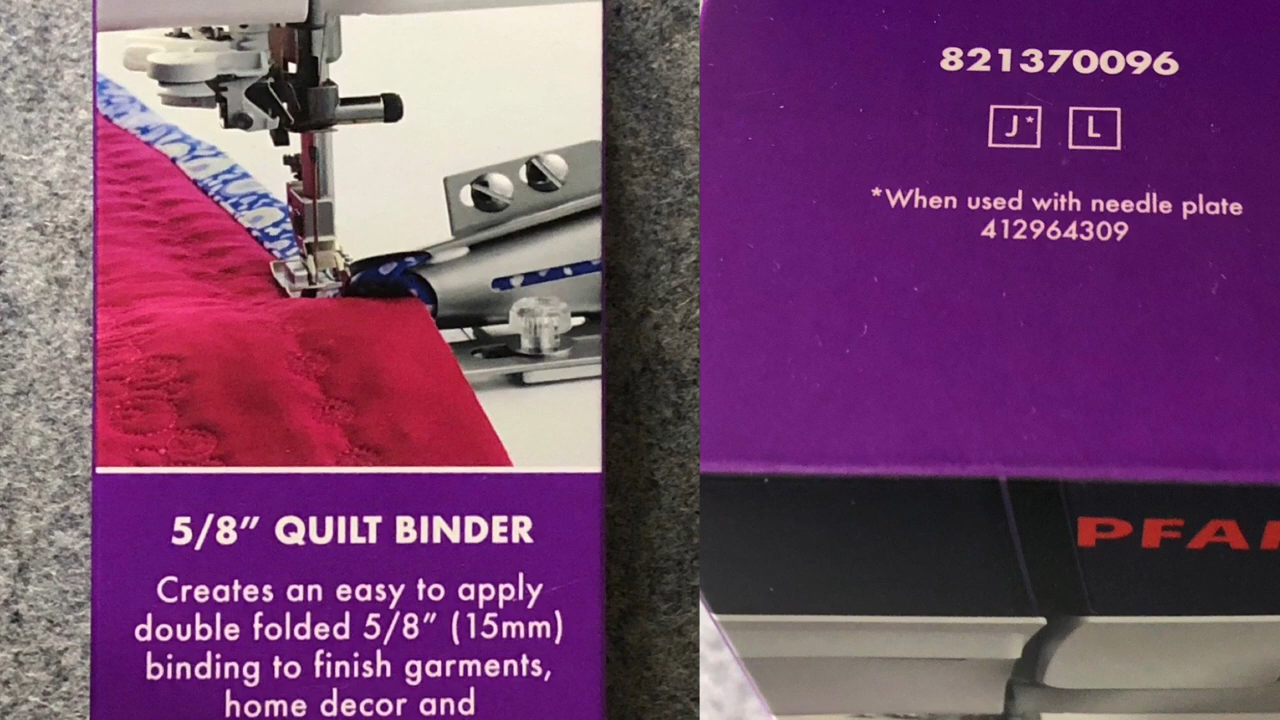 5/8" QUILT BINDER
Creates an easy to apply
double folded 5/8" (15mm)
binding to finish garments,
home decor and
821370096
J* L
*When used with needle plate
412964309
PFA